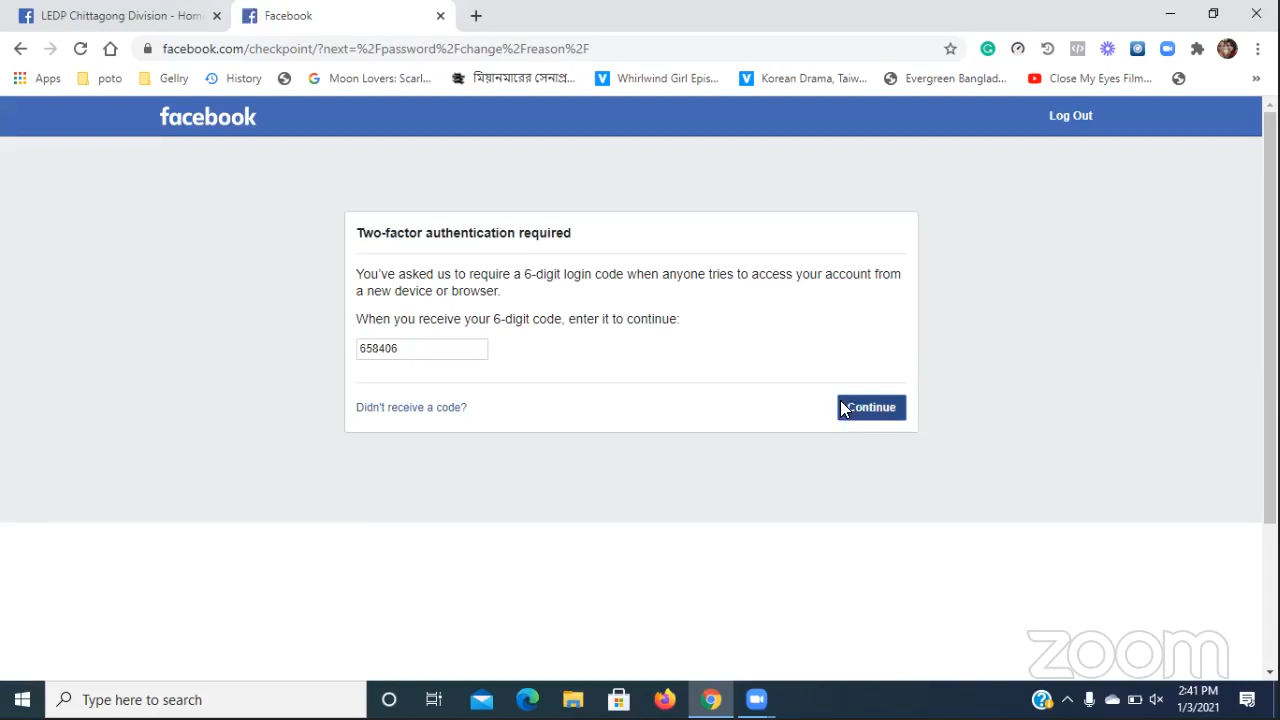 LEDP Chittagong Division - Hom
Facebook
facebook.com/checkpoint/?next=%2Fpassword%2Fchange%2Freason%2F
Apps poto Gellry History Moon Lovers: Scarl... মিয়ানমারের সেনাপ্র... Whirlwind Girl Epis... Korean Drama, Taiw... Evergreen Banglad... Close My Eyes Film... »
facebook
Log Out
Two-factor authentication required
You've asked us to require a 6-digit login code when anyone tries to access your account from
a new device or browser.
When you receive your 6-digit code, enter it to continue:
658406
Didn't receive a code?
Continue
zoom
Type here to search
2:41 PM
1/3/2021